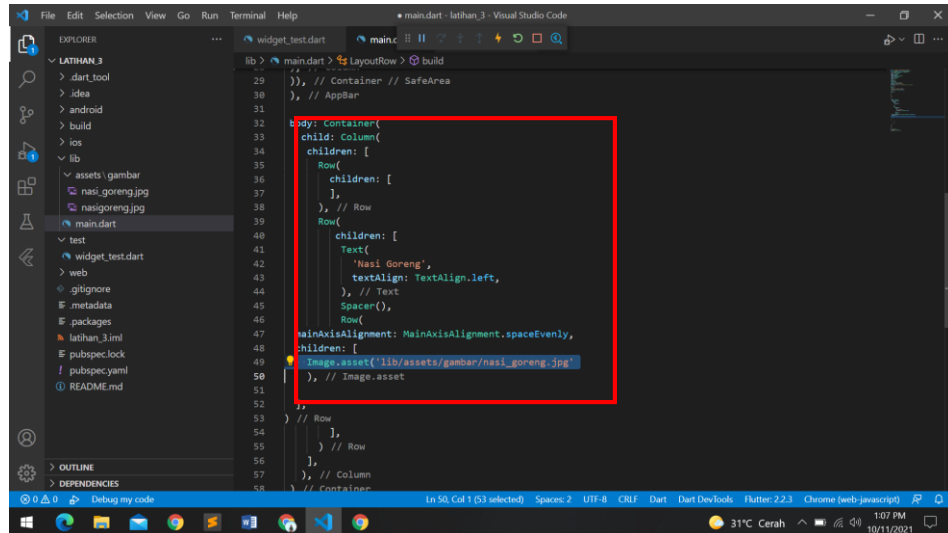 File Edit Selection View Go Run Terminal Help
● main.dart - latihan_3 - Visual Studio Code
EXPLORER
widget_test.dart
LATIHAN_3
.dart_tool
.idea
android
build
ios
lib
assets\gambar
nasi_goreng.jpg
nasigoreng.jpg
main.dart
test
widget_test.dart
web
.gitignore
.metadata
.packages
latihan_3.iml
pubspec.lock
pubspec.yaml
README.md
OUTLINE
DEPENDENCIES
lib > main.dart > LayoutRow > build
29 )), // Container // SafeArea
30 ), // AppBar
31
32 body: Container(
33 child: Column(
34 children: [
35 Row(
36 children: [
37 ],
38 ), // Row
39 Row(
40 children: [
41 Text(
42 'Nasi Goreng',
43 textAlign: TextAlign.left,
44 ), // Text
45 Spacer(),
46 Row(
47 mainAxisAlignment: MainAxisAlignment.spaceEvenly,
48 children: [
49 Image.asset('lib/assets/gambar/nasi_goreng.jpg'
50 ), // Image.asset
51
52 ],
53 ) // Row
54 ],
55 ) // Row
56 ],
57 ), // Column
58 ) // Container
0 0 Debug my code
Ln 50, Col 1 (53 selected) Spaces: 2 UTF-8 CRLF Dart Dart DevTools Flutter: 2.2.3 Chrome (web-javascript)
31°C Cerah
1:07 PM
10/11/2021